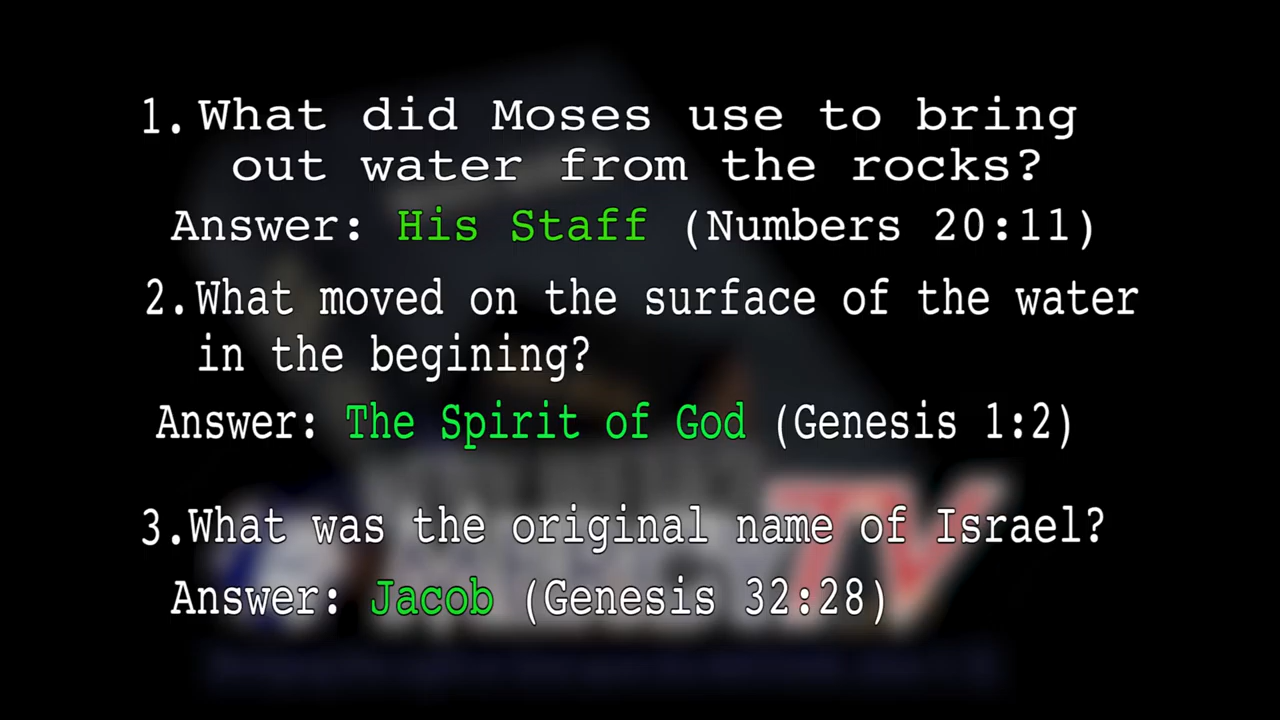 1. What did Moses use to bring
out water from the rocks?
Answer: His Staff (Numbers 20:11)
2. What moved on the surface of the water
in the begining?
Answer: The Spirit of God (Genesis 1:2)
3. What was the original name of Israel?
Answer: Jacob (Genesis 32:28)
TV